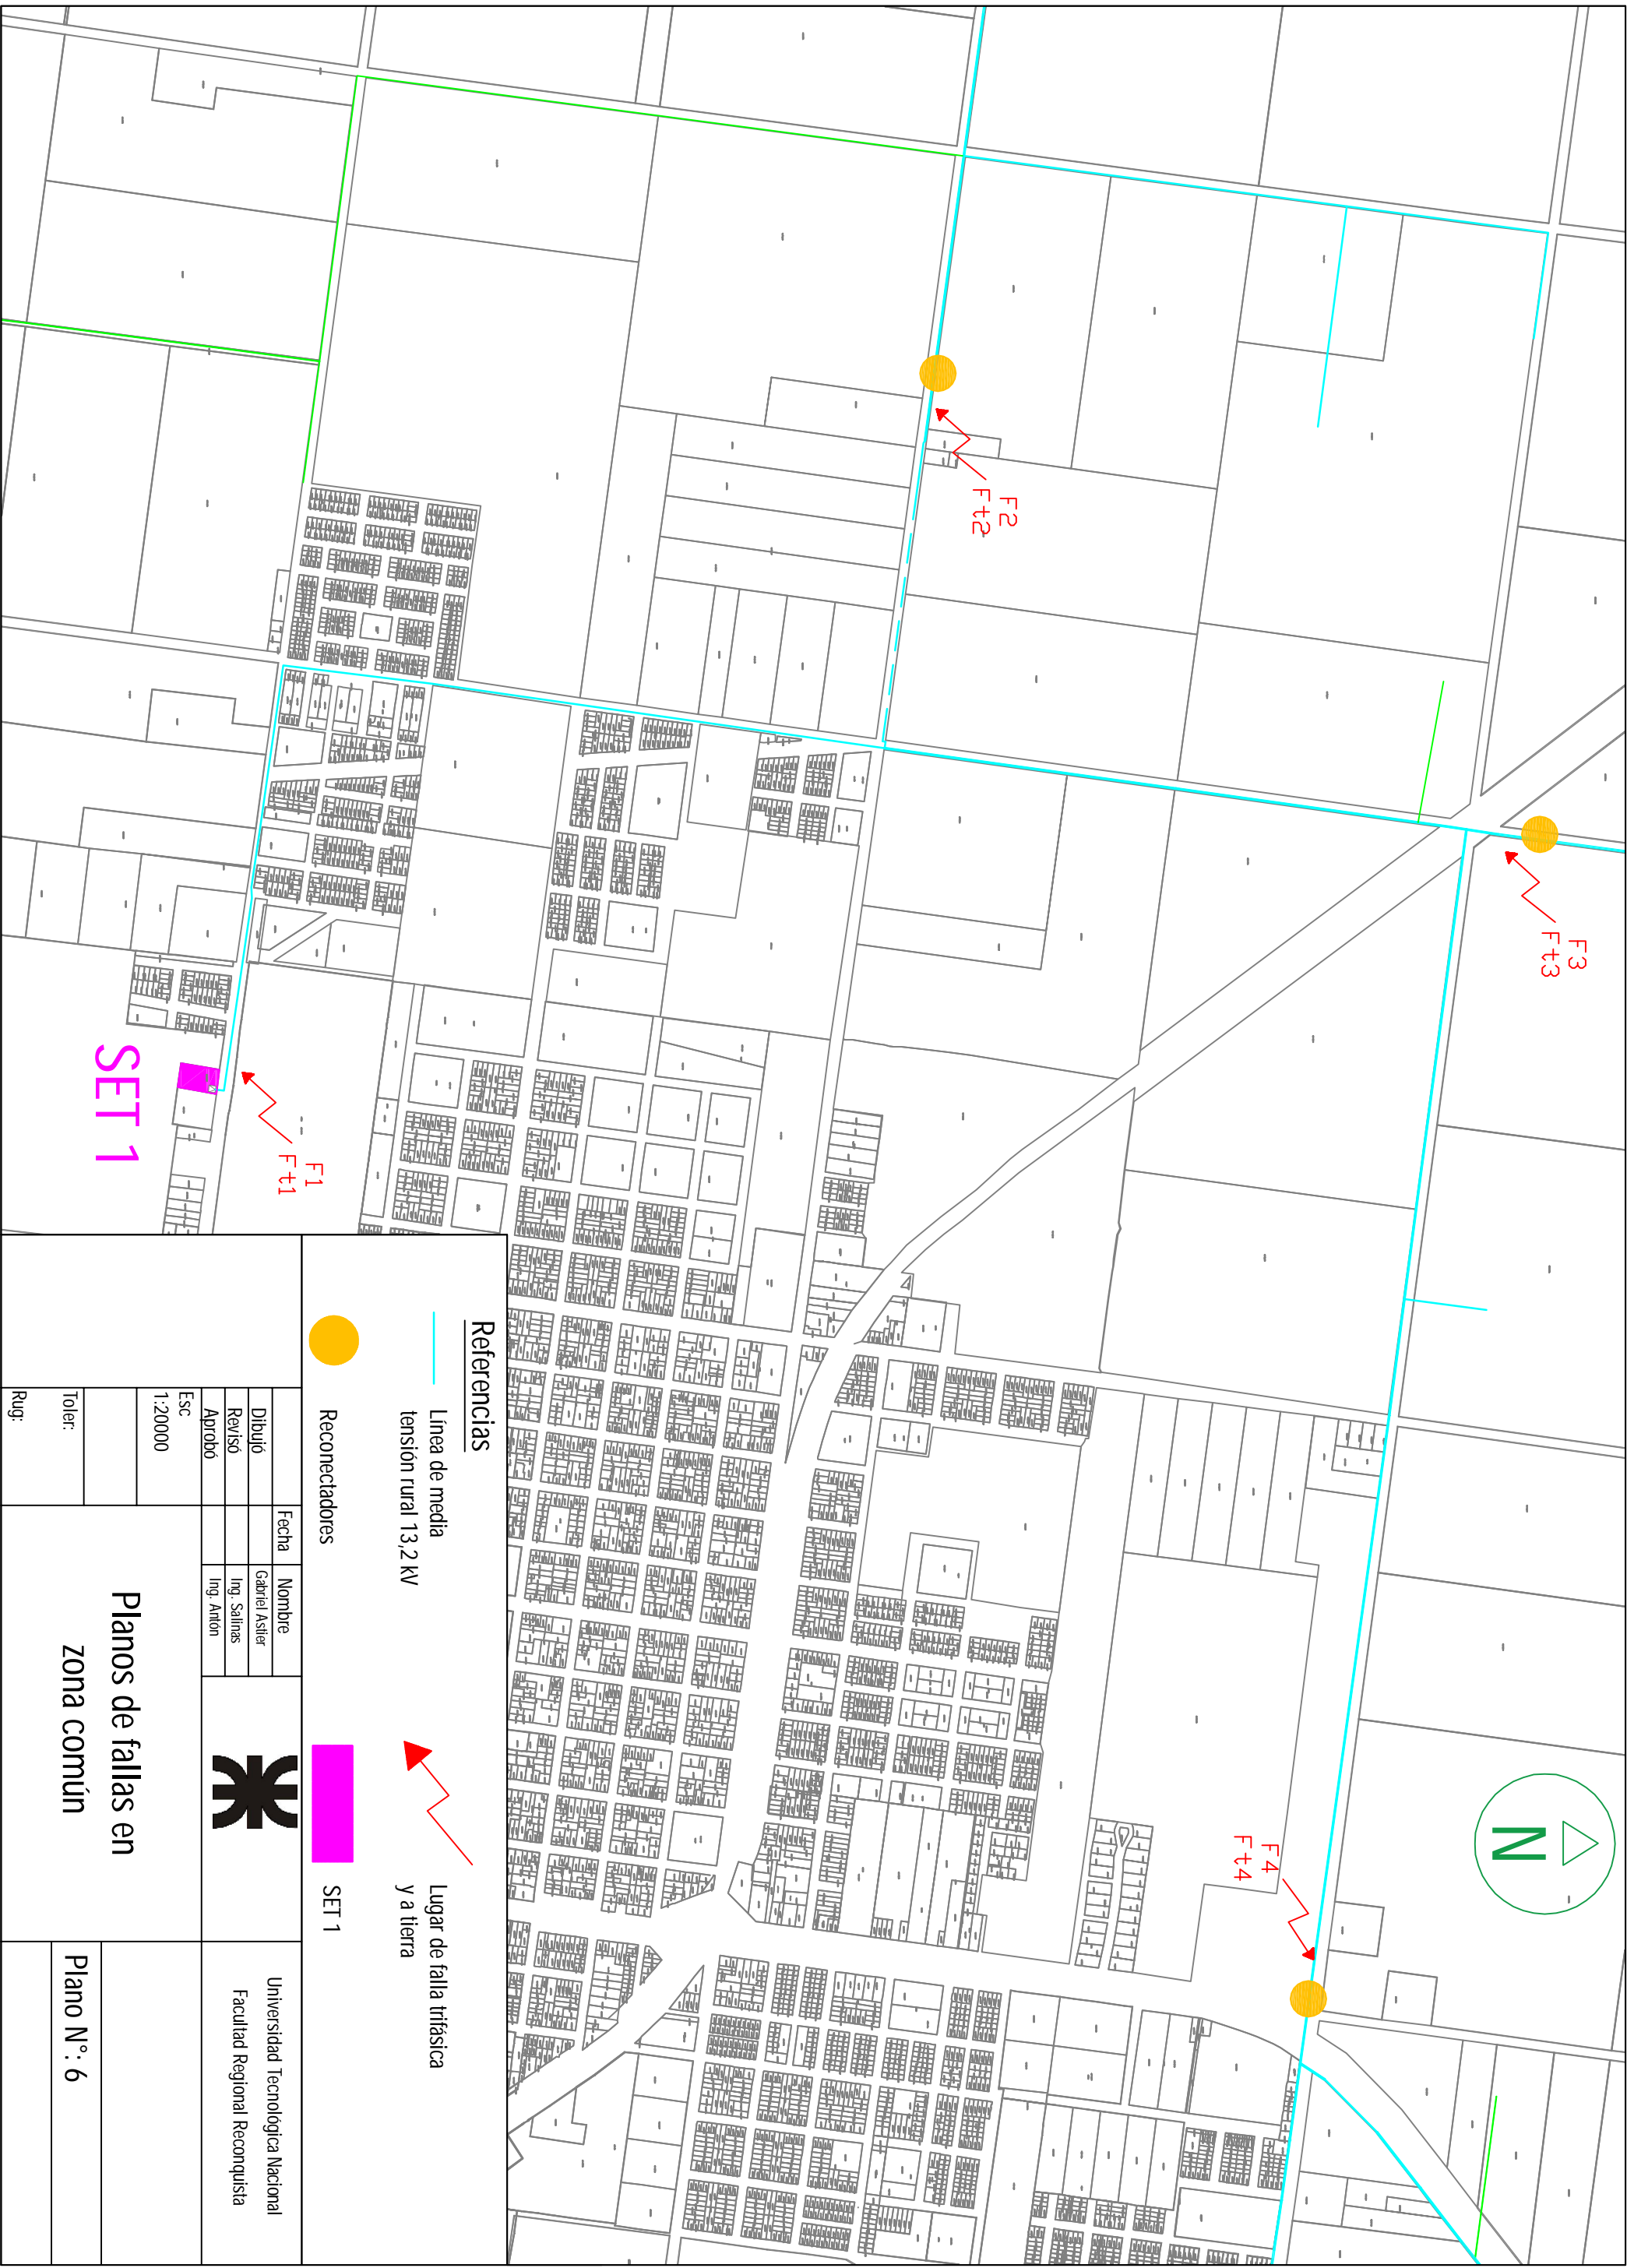 F2
Ft2
F3
Ft3
SET 1
F1
Ft1
F4
Ft4
N
Referencias
Línea de media
tensión rural 13,2 kV
Lugar de falla trifásica
y a tierra
Reconectadores
SET 1
Fecha
Nombre
Dibujó
Gabriel Astier
Revisó
Ing. Salinas
Aprobó
Ing. Antón
Esc
1:20000
Toler:
Rug:
Planos de fallas en
zona común
Universidad Tecnológica Nacional
Facultad Regional Reconquista
Plano N°: 6